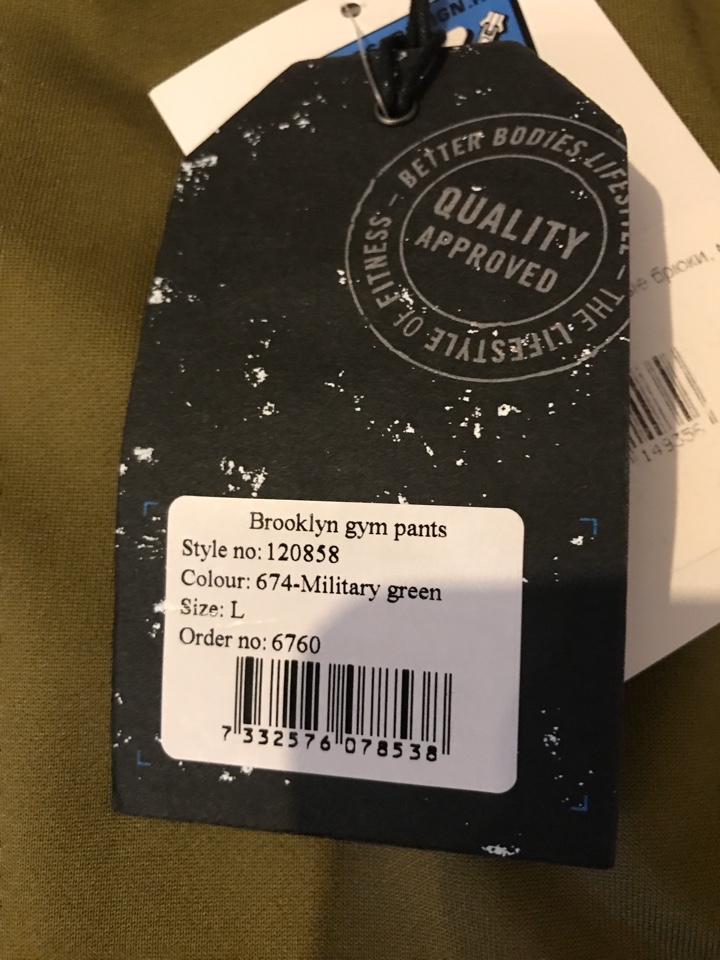 BETTER BODIES LIFESTYLE – THE LIFESTYLE OF FITNESS –
QUALITY
APPROVED
брюки,
Brooklyn gym pants
Style no: 120858
Colour: 674-Military green
Size: L
Order no: 6760
7 332576 078538